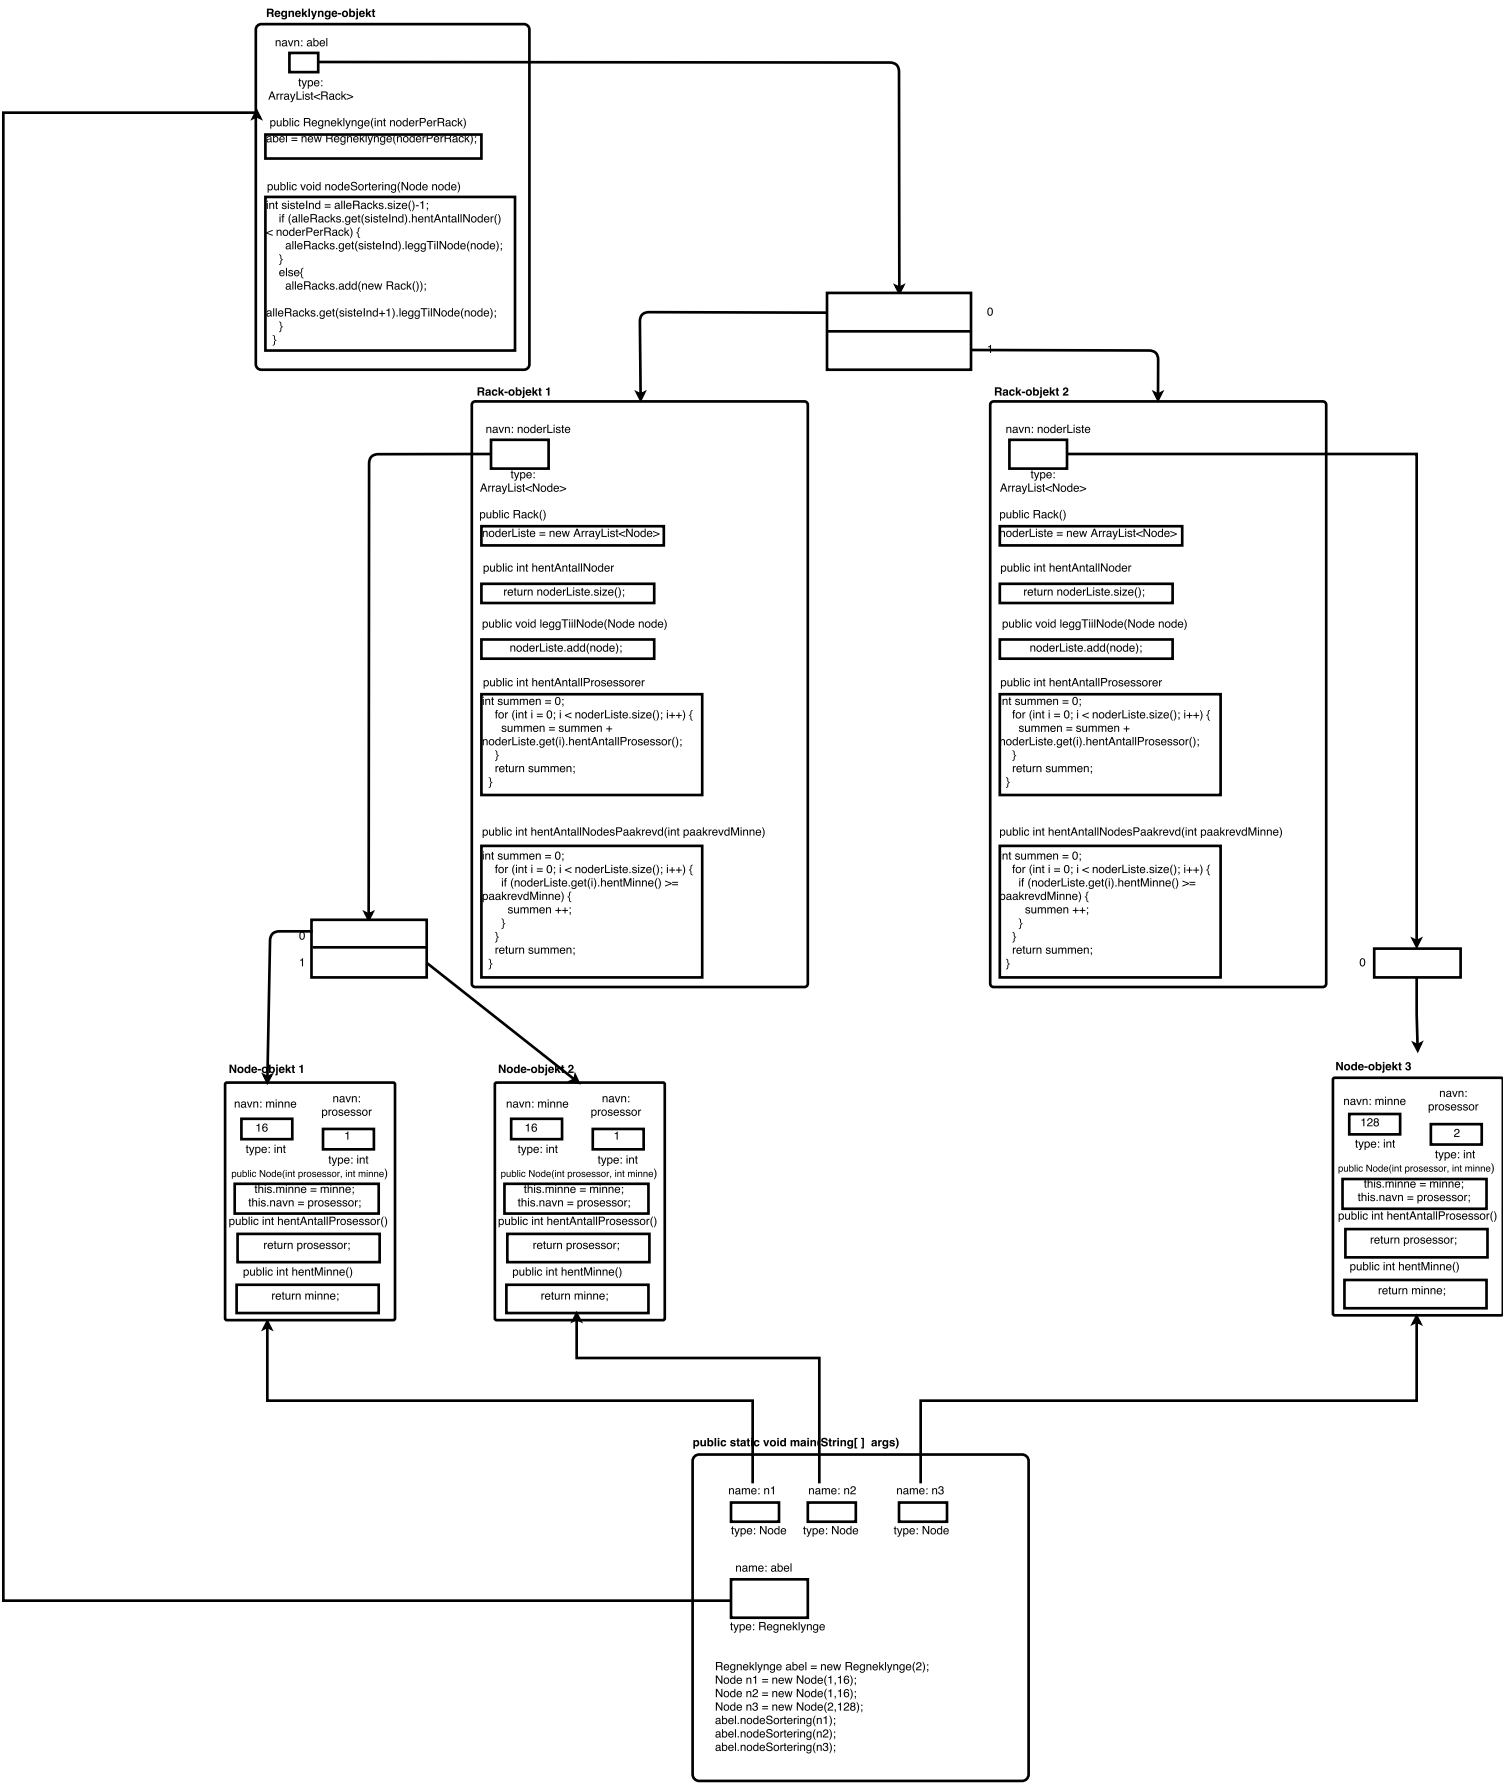 Regneklynge-objekt
navn: abel
type:
ArrayList<Rack>
public Regneklynge(int noderPerRack)
abel = new Regneklynge(noderPerRack);
public void nodeSortering(Node node)
int sisteInd = alleRacks.size()-1;
if (alleRacks.get(sisteInd).hentAntallNoder()
< noderPerRack) {
alleRacks.get(sisteInd).leggTilNode(node);
}
else{
alleRacks.add(new Rack());
alleRacks.get(sisteInd+1).leggTilNode(node);
}
}
0
1
Rack-objekt 1
navn: noderListe
type:
ArrayList<Node>
public Rack()
noderListe = new ArrayList<Node>
public int hentAntallNoder
return noderListe.size();
public void leggTiilNode(Node node)
noderListe.add(node);
public int hentAntallProsessorer
int summen = 0;
for (int i = 0; i < noderListe.size(); i++) {
summen = summen +
noderListe.get(i).hentAntallProsessor();
}
return summen;
}
public int hentAntallNodesPaakrevd(int paakrevdMinne)
int summen = 0;
for (int i = 0; i < noderListe.size(); i++) {
if (noderListe.get(i).hentMinne() >=
paakrevdMinne) {
summen ++;
}
}
return summen;
}
Rack-objekt 2
navn: noderListe
type:
ArrayList<Node>
public Rack()
noderListe = new ArrayList<Node>
public int hentAntallNoder
return noderListe.size();
public void leggTiilNode(Node node)
noderListe.add(node);
public int hentAntallProsessorer
int summen = 0;
for (int i = 0; i < noderListe.size(); i++) {
summen = summen +
noderListe.get(i).hentAntallProsessor();
}
return summen;
}
public int hentAntallNodesPaakrevd(int paakrevdMinne)
int summen = 0;
for (int i = 0; i < noderListe.size(); i++) {
if (noderListe.get(i).hentMinne() >=
paakrevdMinne) {
summen ++;
}
}
return summen;
}
0
1
0
Node-objekt 1
navn: minne
16
type: int
navn:
prosessor
1
type: int
public Node(int prosessor, int minne)
this.minne = minne;
this.navn = prosessor;
public int hentAntallProsessor()
return prosessor;
public int hentMinne()
return minne;
Node-objekt 2
navn: minne
16
type: int
navn:
prosessor
1
type: int
public Node(int prosessor, int minne)
this.minne = minne;
this.navn = prosessor;
public int hentAntallProsessor()
return prosessor;
public int hentMinne()
return minne;
Node-objekt 3
navn: minne
128
type: int
navn:
prosessor
2
type: int
public Node(int prosessor, int minne)
this.minne = minne;
this.navn = prosessor;
public int hentAntallProsessor()
return prosessor;
public int hentMinne()
return minne;
public static void main(String[ ] args)
name: n1
type: Node
name: n2
type: Node
name: n3
type: Node
name: abel
type: Regneklynge
Regneklynge abel = new Regneklynge(2);
Node n1 = new Node(1,16);
Node n2 = new Node(1,16);
Node n3 = new Node(2,128);
abel.nodeSortering(n1);
abel.nodeSortering(n2);
abel.nodeSortering(n3);